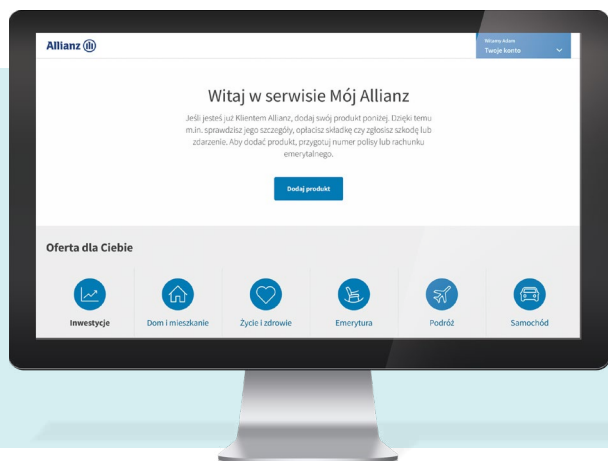 Allianz
Witamy Adam
Twoje konto
Witaj w serwisie Mój Allianz
Jeśli jesteś już Klientem Allianz, dodaj swój produkt poniżej. Dzięki temu
m.in. sprawdzisz jego szczegóły, opłacisz składkę czy zgłosisz szkodę lub
zdarzenie. Aby dodać produkt, przygotuj numer polisy lub rachunku
emerytalnego.
Dodaj produkt
Oferta dla Ciebie
Inwestycje Dom i mieszkanie Życie i zdrowie Emerytura Podróż Samochód